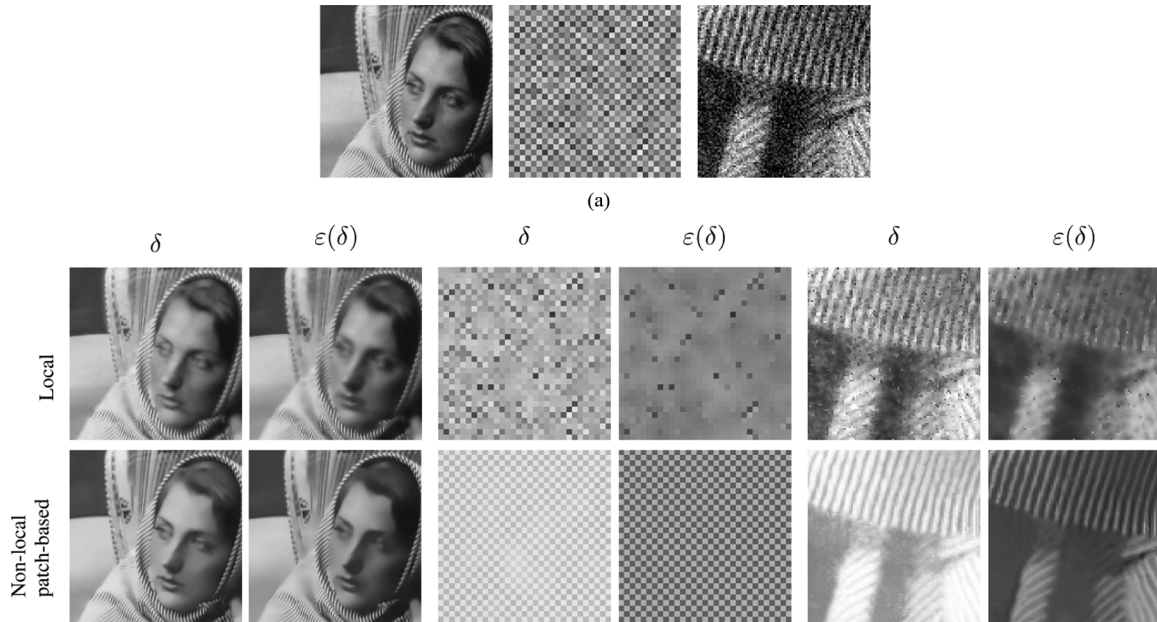 (a)
δ ε(δ) δ ε(δ) δ ε(δ)
Local
Non-local
patch-based